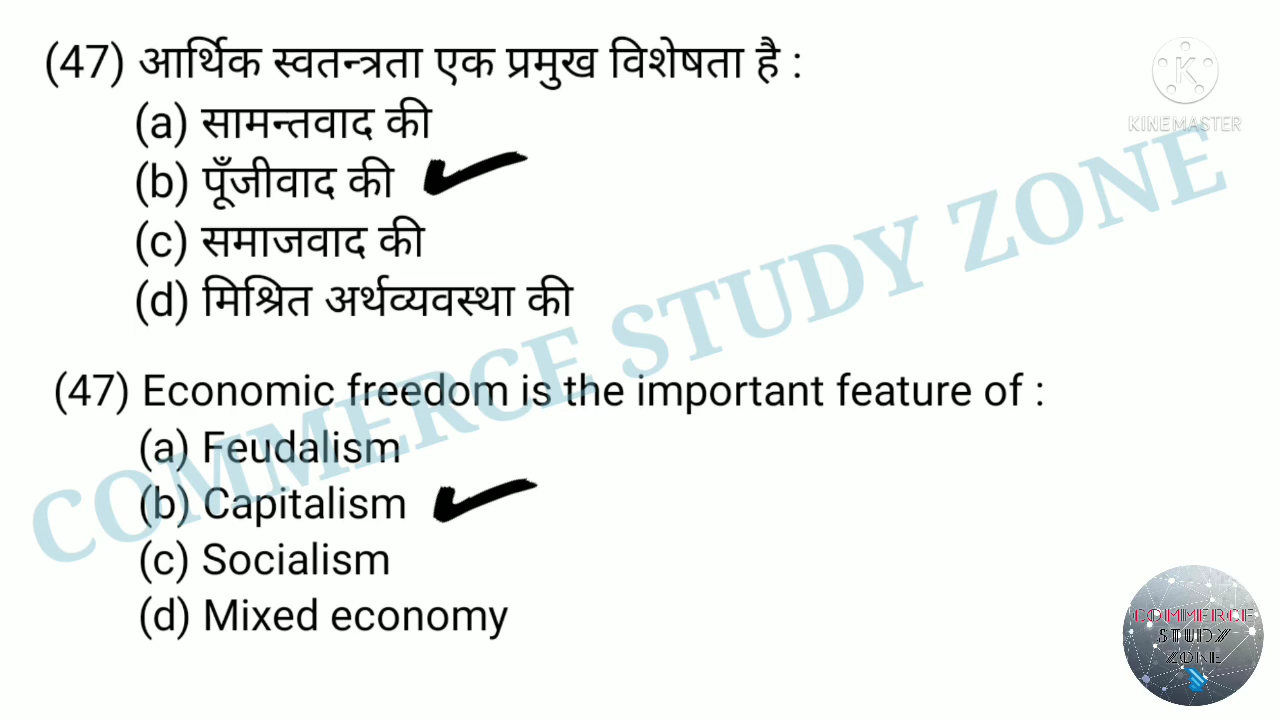 (47) आर्थिक स्वतन्त्रता एक प्रमुख विशेषता है :
(a) सामन्तवाद की
(b) पूँजीवाद की
(c) समाजवाद की
(d) मिश्रित अर्थव्यवस्था की
(47) Economic freedom is the important feature of :
(a) Feudalism
(b) Capitalism
(c) Socialism
(d) Mixed economy
COMMERCE STUDY ZONE
K
KINEMASTER
COMMERCE
STUDY
ZONE